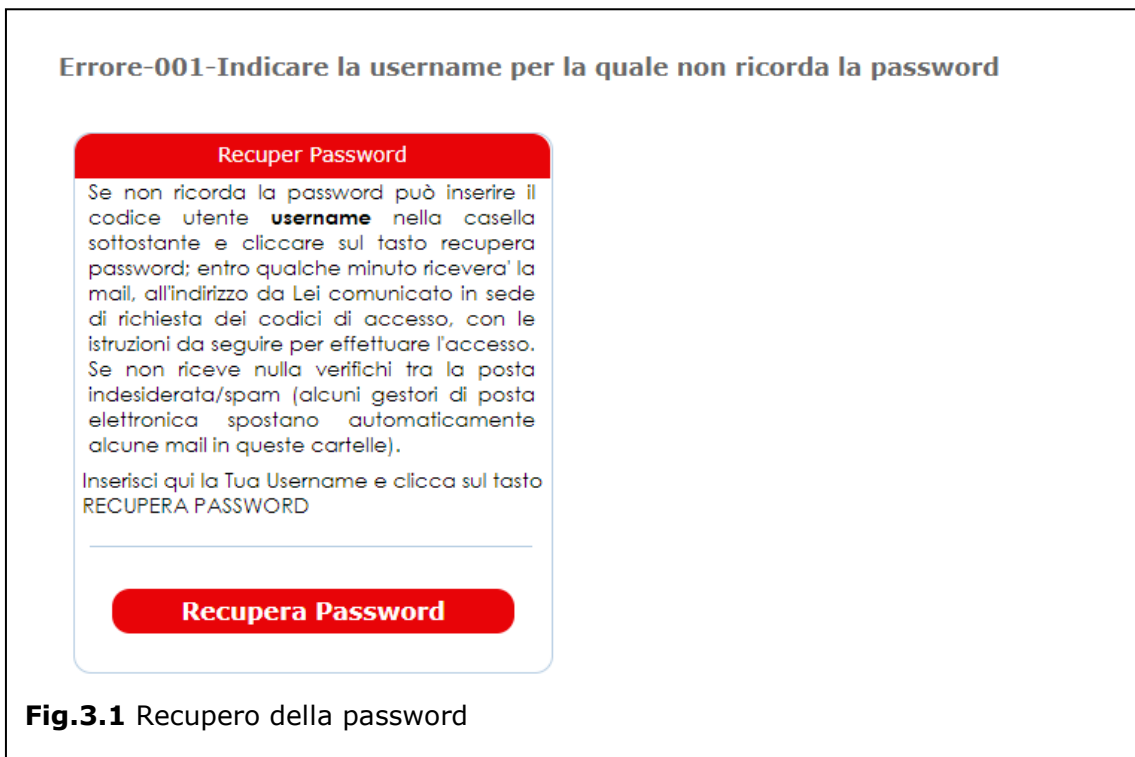 Errore-001-Indicare la username per la quale non ricorda la password
Recuper Password
Se non ricorda la password può inserire il
codice utente username nella casella
sottostante e cliccare sul tasto recupera
password; entro qualche minuto ricevera' la
mail, all'indirizzo da Lei comunicato in sede
di richiesta dei codici di accesso, con le
istruzioni da seguire per effettuare l'accesso.
Se non riceve nulla verifichi tra la posta
indesiderata/spam (alcuni gestori di posta
elettronica spostano automaticamente
alcune mail in queste cartelle).
Inserisci qui la Tua Username e clicca sul tasto
RECUPERA PASSWORD
Recupera Password
Fig.3.1 Recupero della password